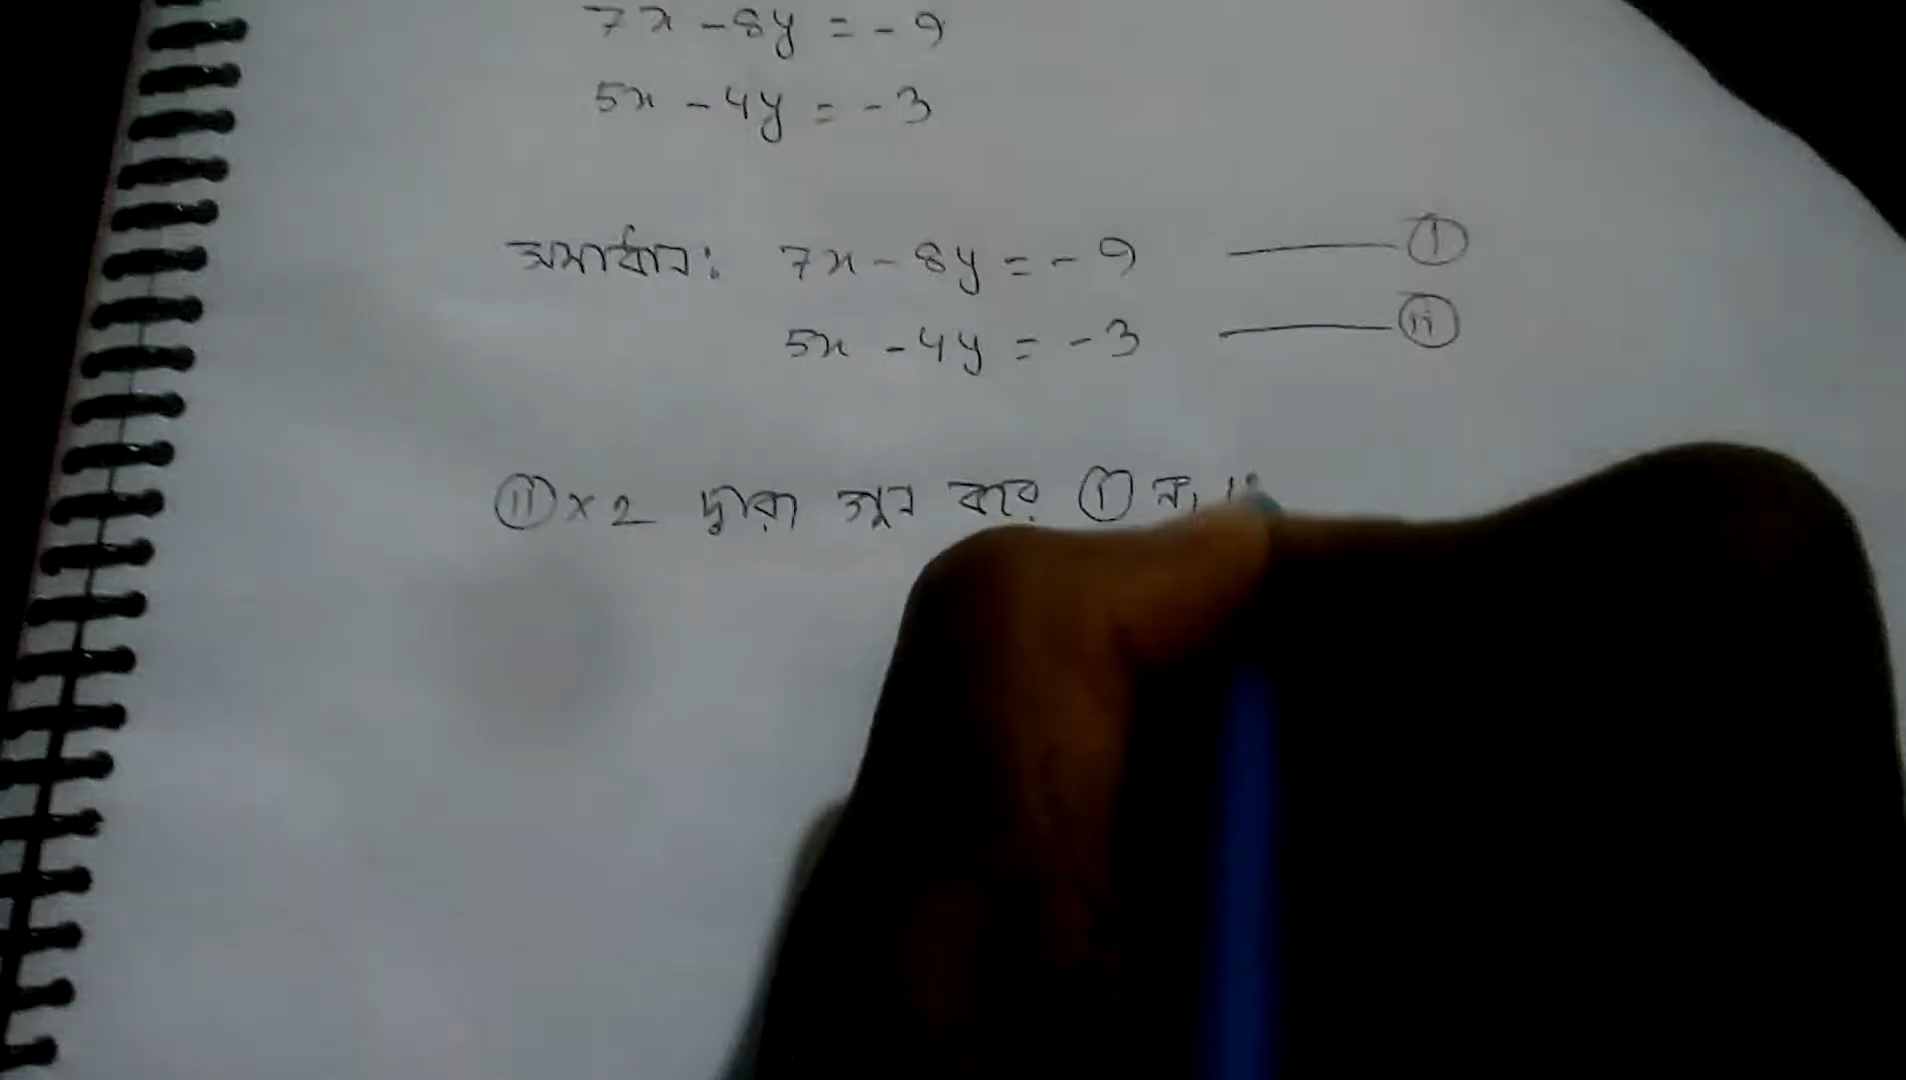 7x - 8y = - 9
5x - 4y = - 3
সমাধান: 7x - 8y = - 9 —— i
5x - 4y = - 3 —— ii
ii x 2 দ্বারা গুন করে i নং